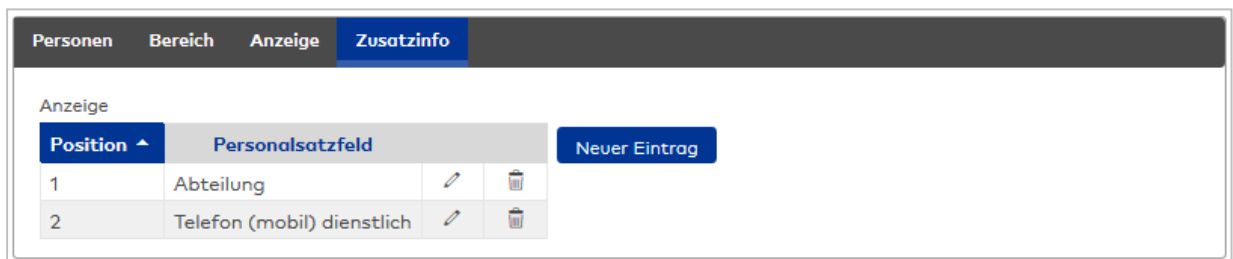 Personen Bereich Anzeige Zusatzinfo
Anzeige
Position Personalsatzfeld
Neuer Eintrag
1 Abteilung
2 Telefon (mobil) dienstlich